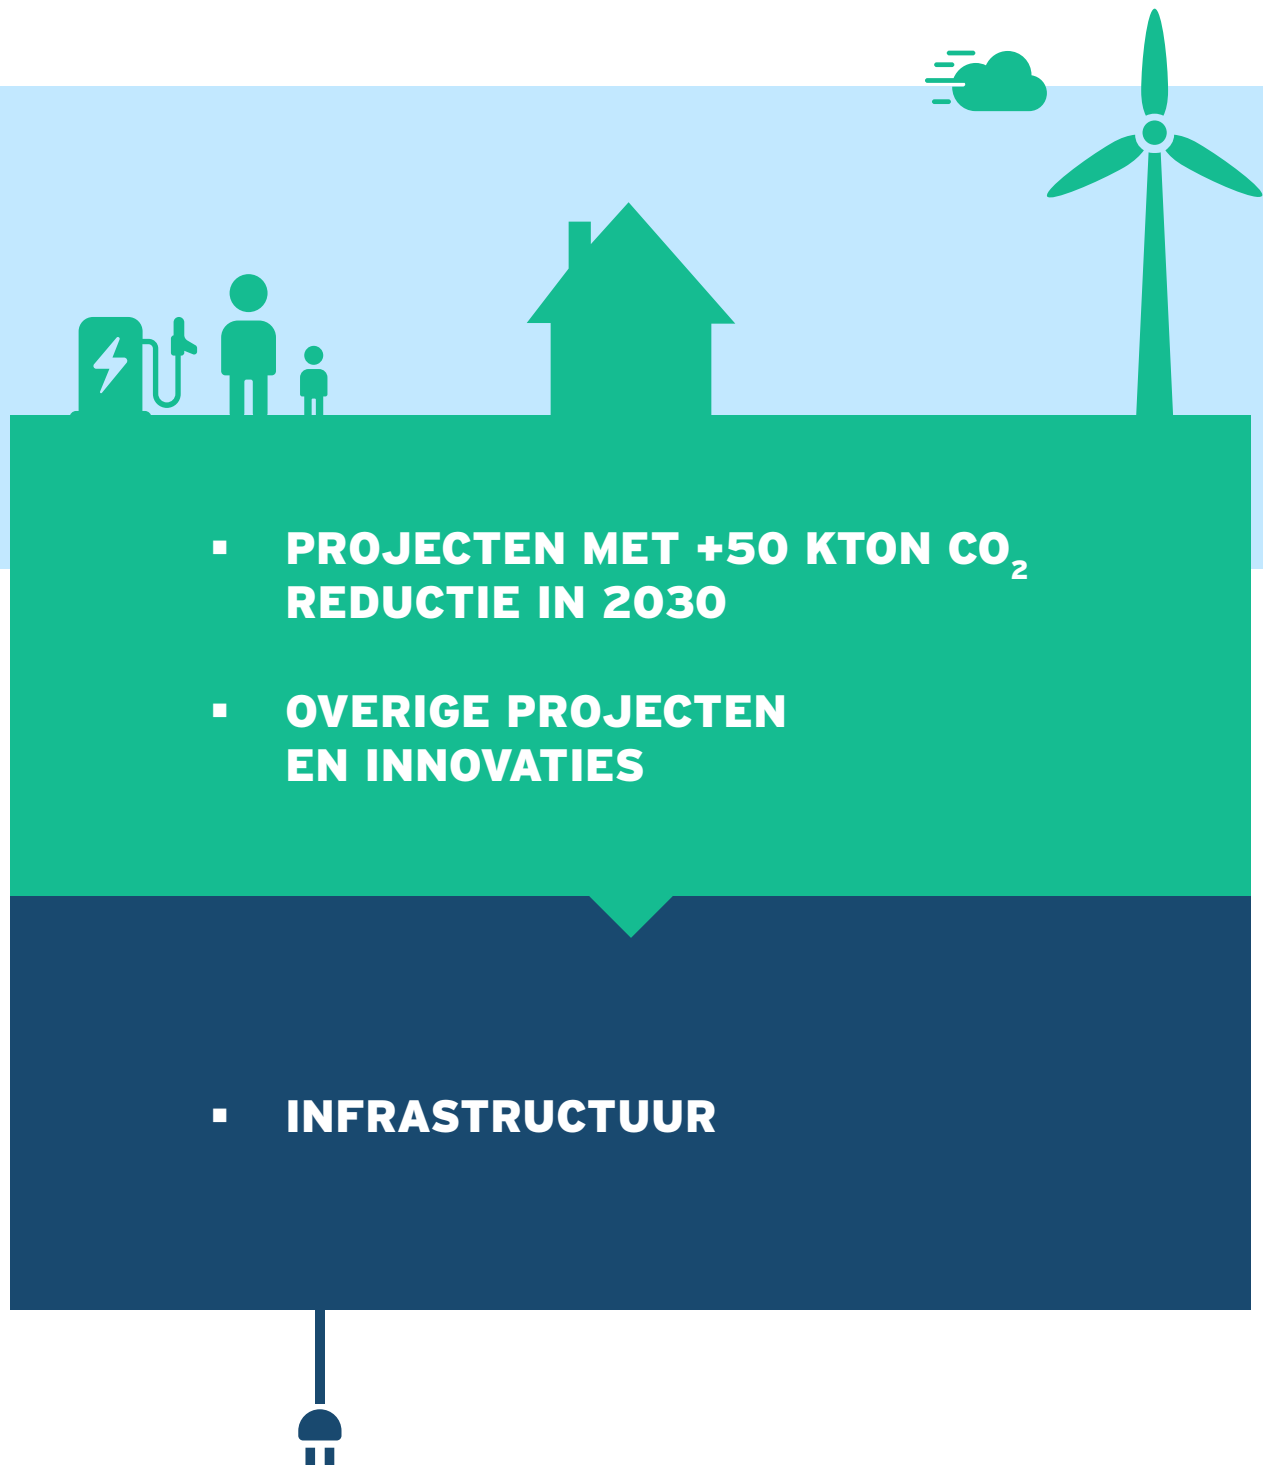 ▪ PROJECTEN MET +50 KTON CO₂
REDUCTIE IN 2030
▪ OVERIGE PROJECTEN
EN INNOVATIES
▪ INFRASTRUCTUUR